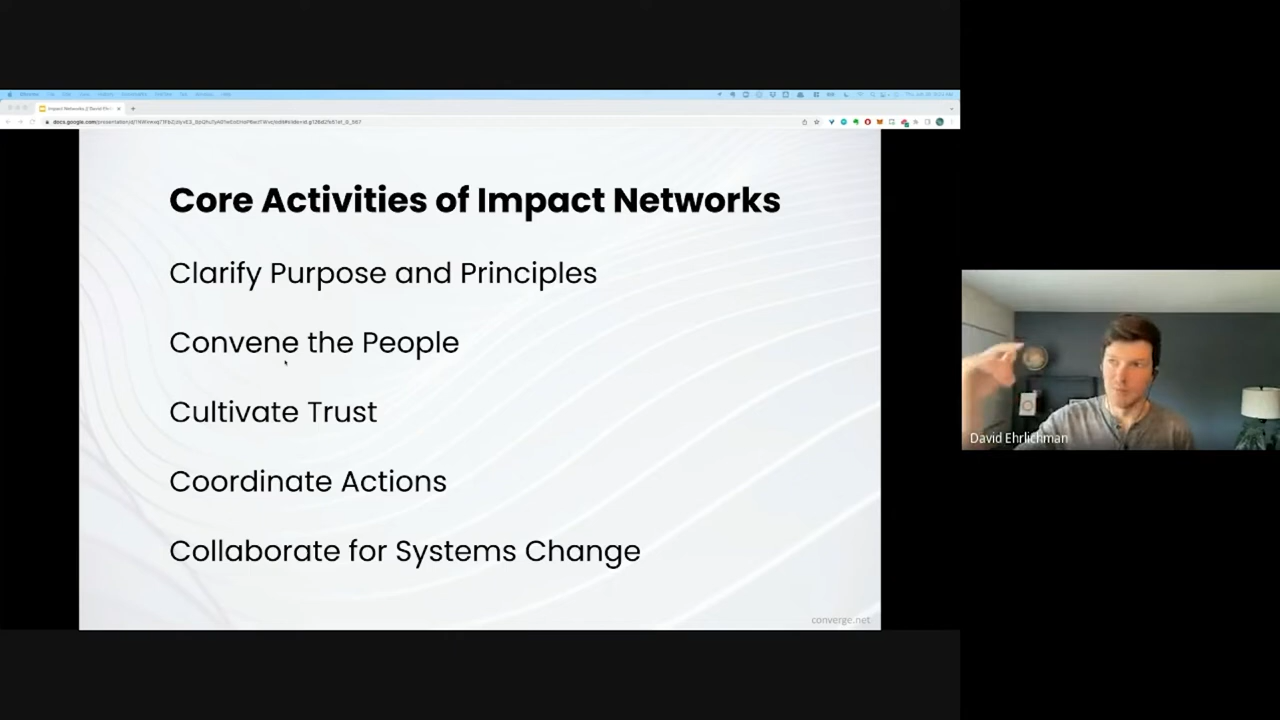 Core Activities of Impact Networks
Clarify Purpose and Principles
Convene the People
Cultivate Trust
Coordinate Actions
Collaborate for Systems Change
converge.net
David Ehrlichman